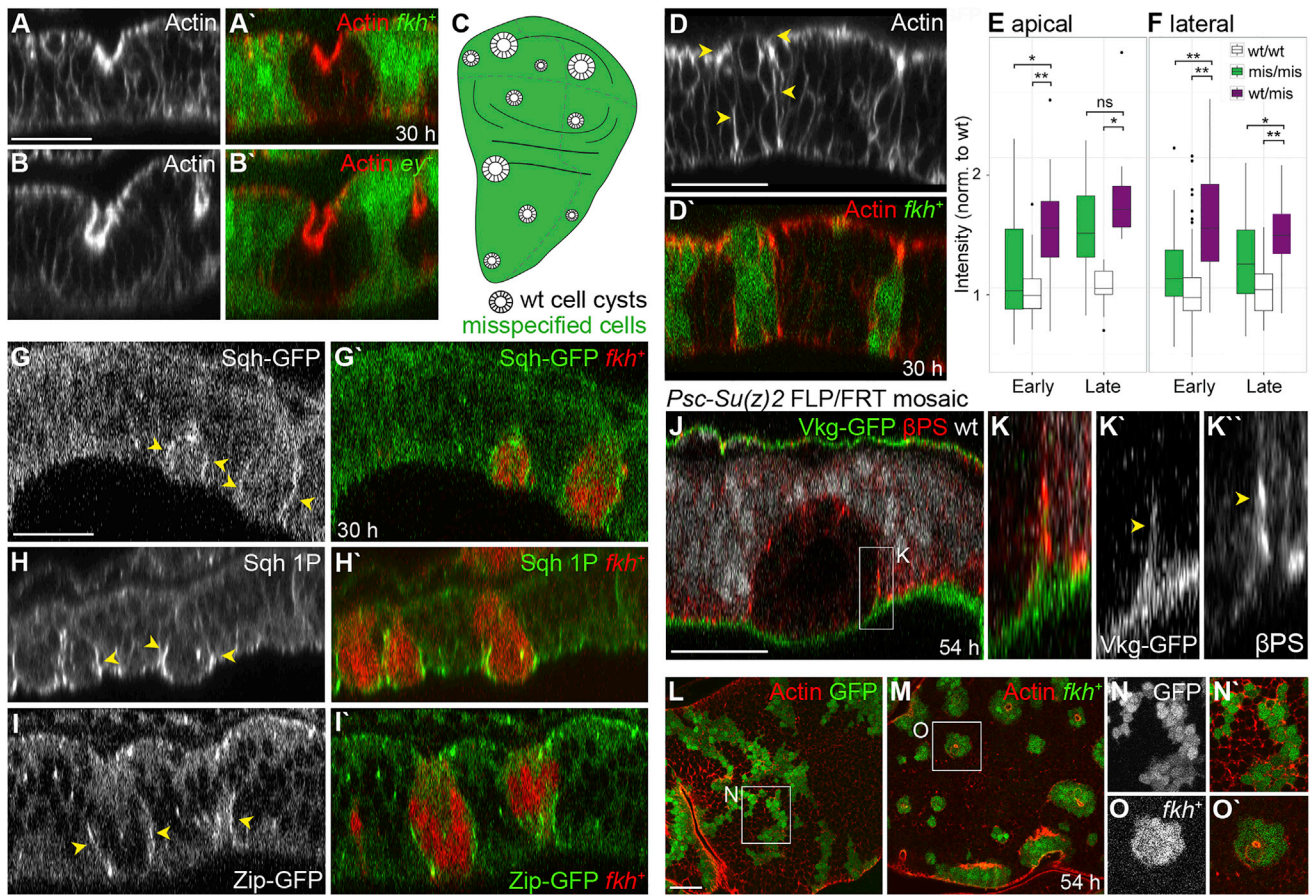 A
Actin
A`
Actin fkh+
30 h
B
Actin
B`
Actin ey+
C
wt cell cysts
misspecified cells
D
Actin
D`
Actin fkh+
30 h
E apical
F lateral
wt/wt
mis/mis
wt/mis
*
**
ns
*
**
**
*
**
Intensity (norm. to wt)
2
1
Early
Late
Early
Late
G
Sqh-GFP
G`
Sqh-GFP fkh+
30 h
H
Sqh 1P
H`
Sqh 1P fkh+
I
Zip-GFP
I`
Zip-GFP fkh+
Psc-Su(z)2 FLP/FRT mosaic
J
Vkg-GFP βPS wt
K
54 h
K
K`
Vkg-GFP
K``
βPS
L
Actin GFP
N
M
Actin fkh+
O
54 h
N
GFP
N`
O
fkh+
O`